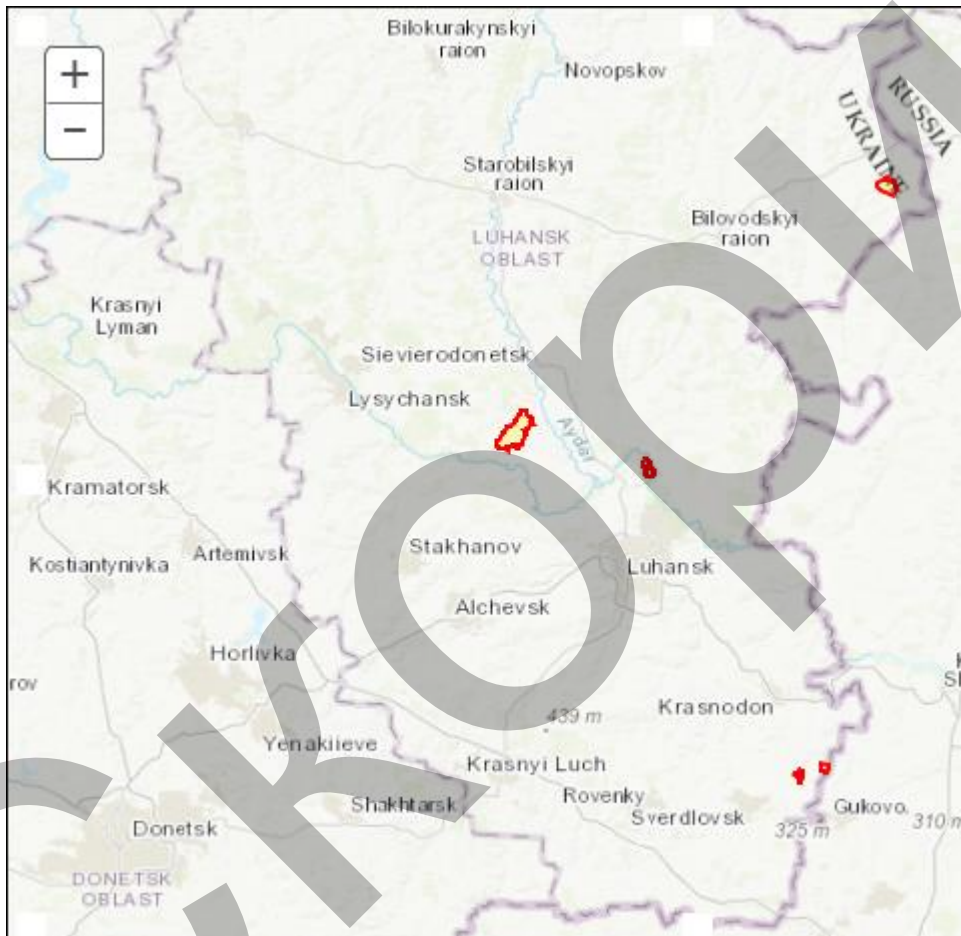 +
−
Bilokurakynskyi
raion
Novopskov
RUSSIA
UKRAINE
Starobilskyi
raion
Bilovodskyi
raion
LUHANSK
OBLAST
Krasnyi
Lyman
Sievierodonetsk
Lysychansk
Aydar
Kramatorsk
Stakhanov
Artemivsk
Kostiantynivka
Luhansk
Alchevsk
Horlivka
rov
Krasnodon
439 m
Yenakiieve
Krasnyi Luch
Rovenky
Shakhtarsk
Gukovo
Sverdlovsk
310 m
325 m
Donetsk
DONETSK
OBLAST